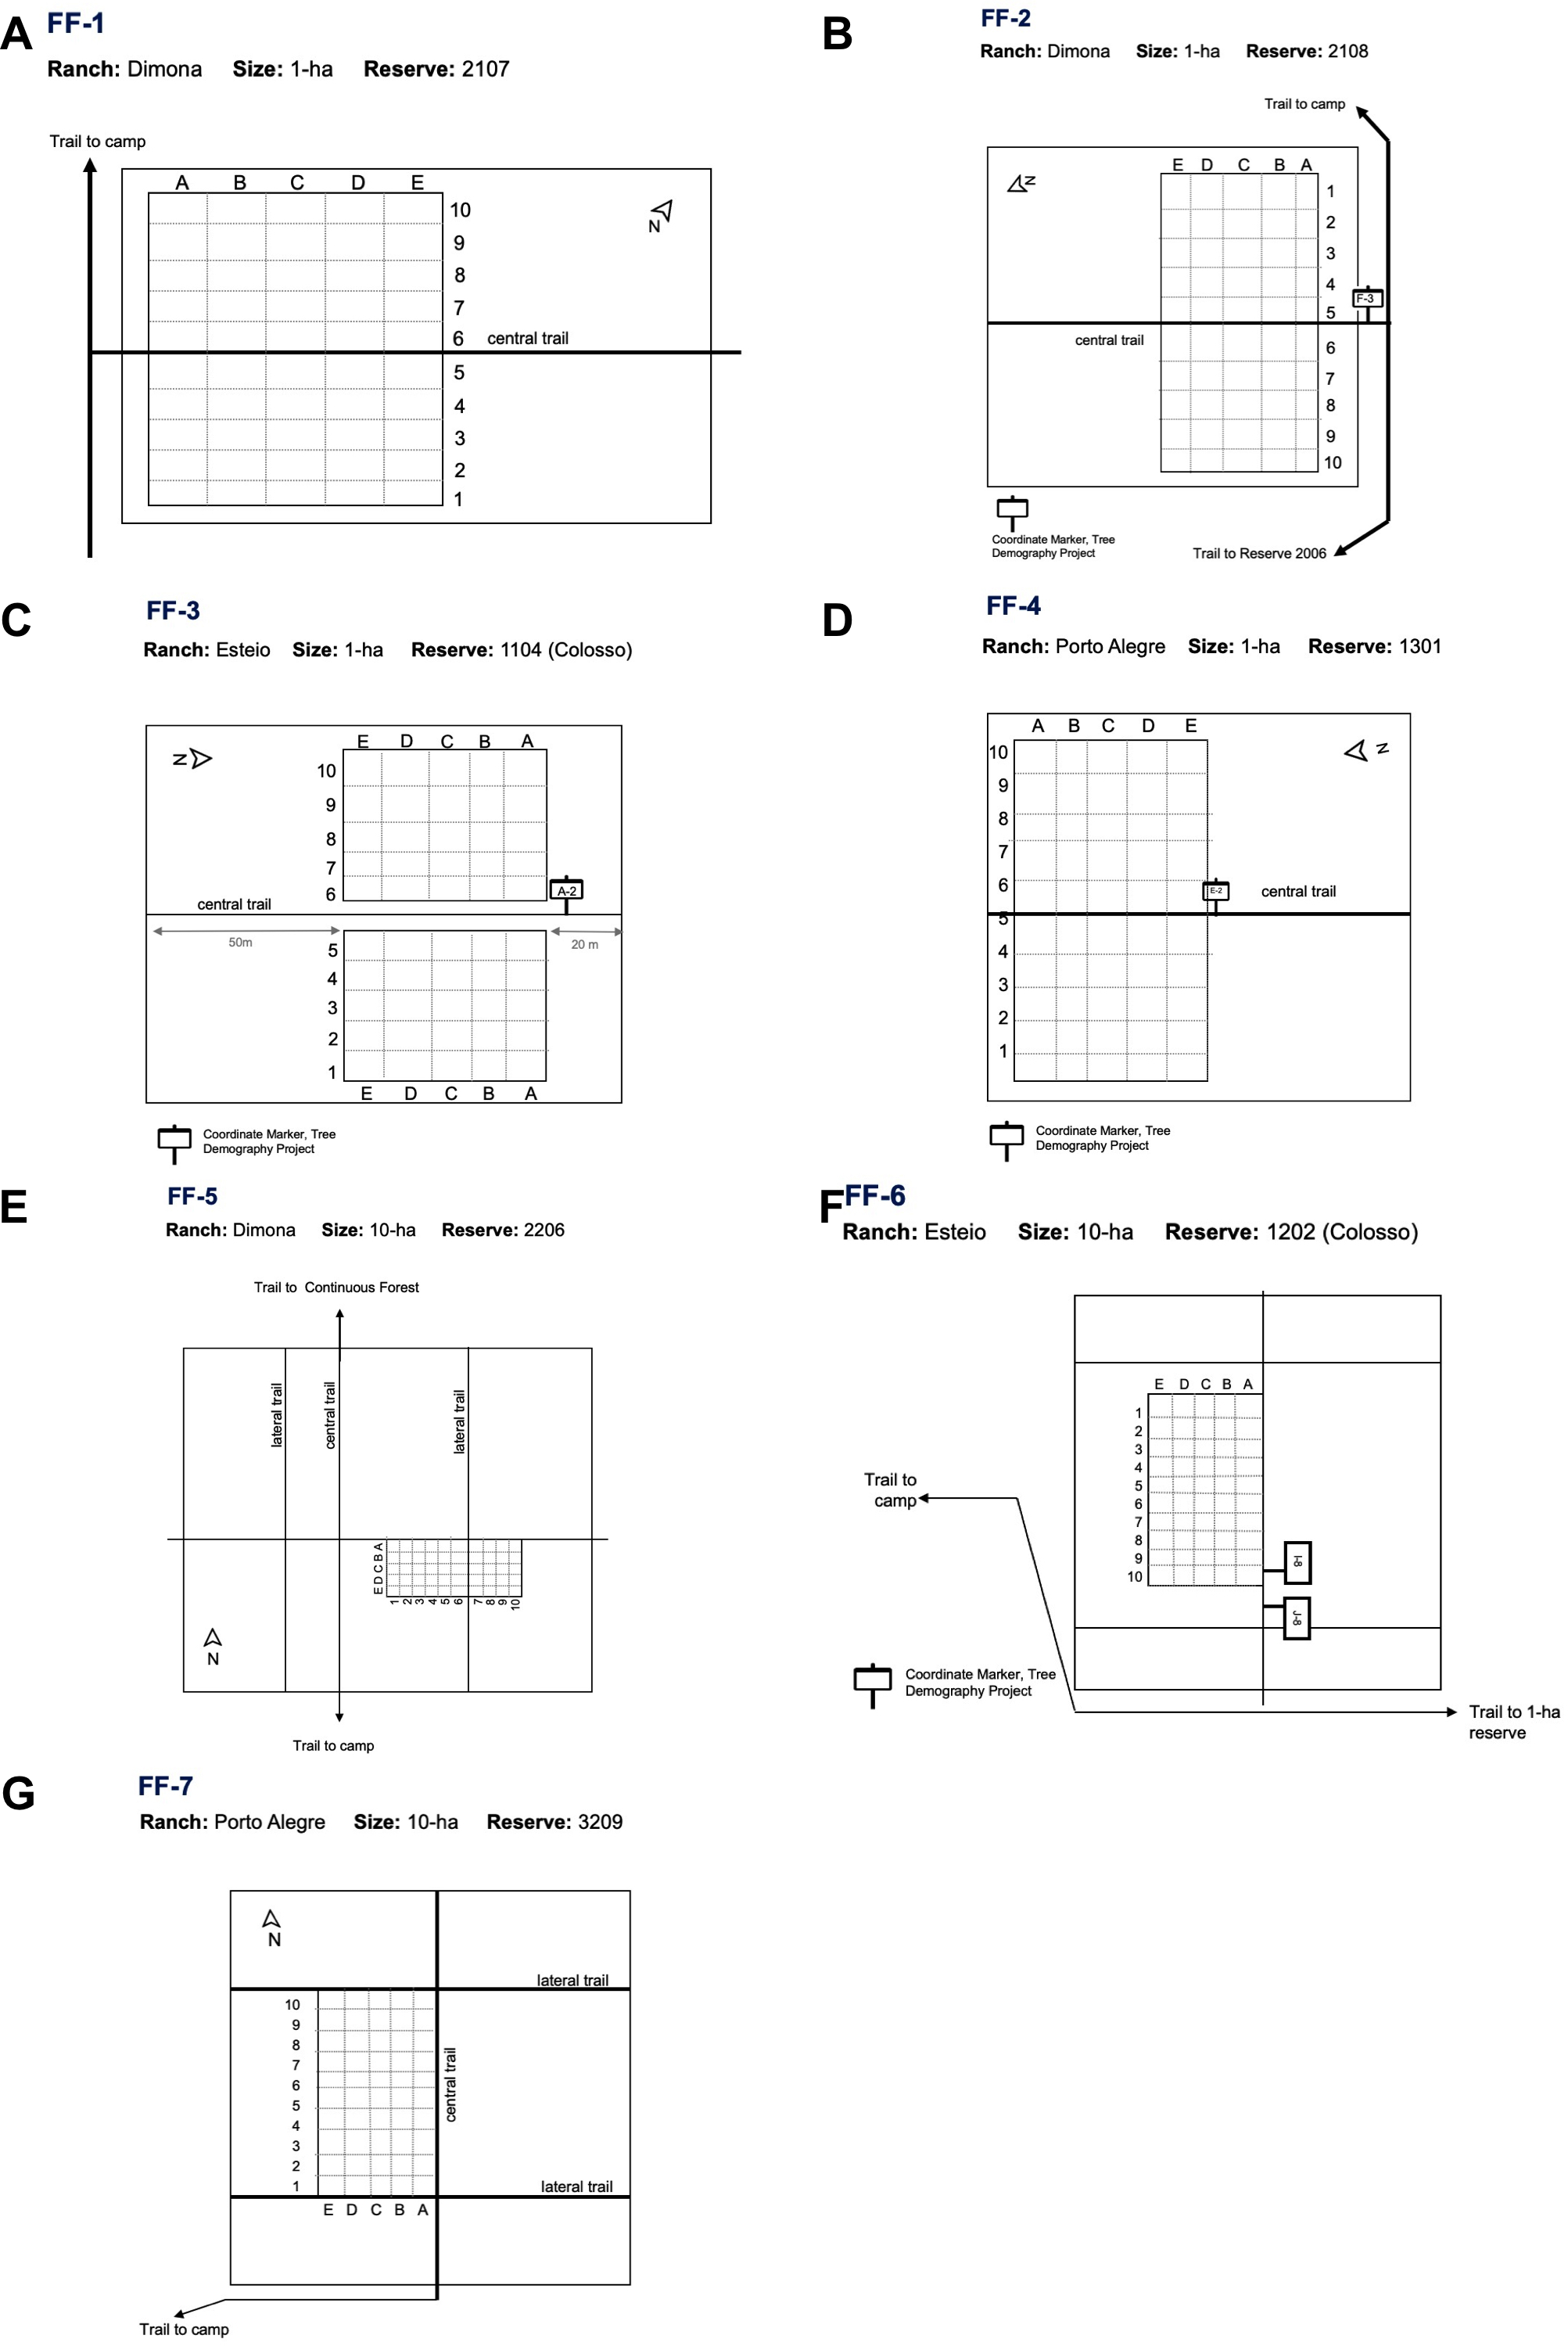 A
FF-1
Ranch: Dimona Size: 1-ha Reserve: 2107
Trail to camp
A B C D E
10
9
8
7
6
5
4
3
2
1
N
central trail
B
FF-2
Ranch: Dimona Size: 1-ha Reserve: 2108
Trail to camp
E D C B A
N
1
2
3
4
5
6
7
8
9
10
F-3
central trail
Coordinate Marker, Tree
Demography Project
Trail to Reserve 2006
C
FF-3
Ranch: Esteio Size: 1-ha Reserve: 1104 (Colosso)
N
E D C B A
10
9
8
7
6
A-2
central trail
50m
20 m
5
4
3
2
1
E D C B A
Coordinate Marker, Tree
Demography Project
D
FF-4
Ranch: Porto Alegre Size: 1-ha Reserve: 1301
A B C D E
N
10
9
8
7
6
5
4
3
2
1
E-2
central trail
Coordinate Marker, Tree
Demography Project
E
FF-5
Ranch: Dimona Size: 10-ha Reserve: 2206
Trail to Continuous Forest
lateral trail
central trail
lateral trail
E D C B A
1 2 3 4 5 6 7 8 9 10
N
Trail to camp
F
FF-6
Ranch: Esteio Size: 10-ha Reserve: 1202 (Colosso)
E D C B A
1
2
3
4
5
6
7
8
9
10
Trail to
camp
I-8
J-8
Coordinate Marker, Tree
Demography Project
Trail to 1-ha
reserve
G
FF-7
Ranch: Porto Alegre Size: 10-ha Reserve: 3209
N
lateral trail
10
9
8
7
6
5
4
3
2
1
central trail
lateral trail
E D C B A
Trail to camp